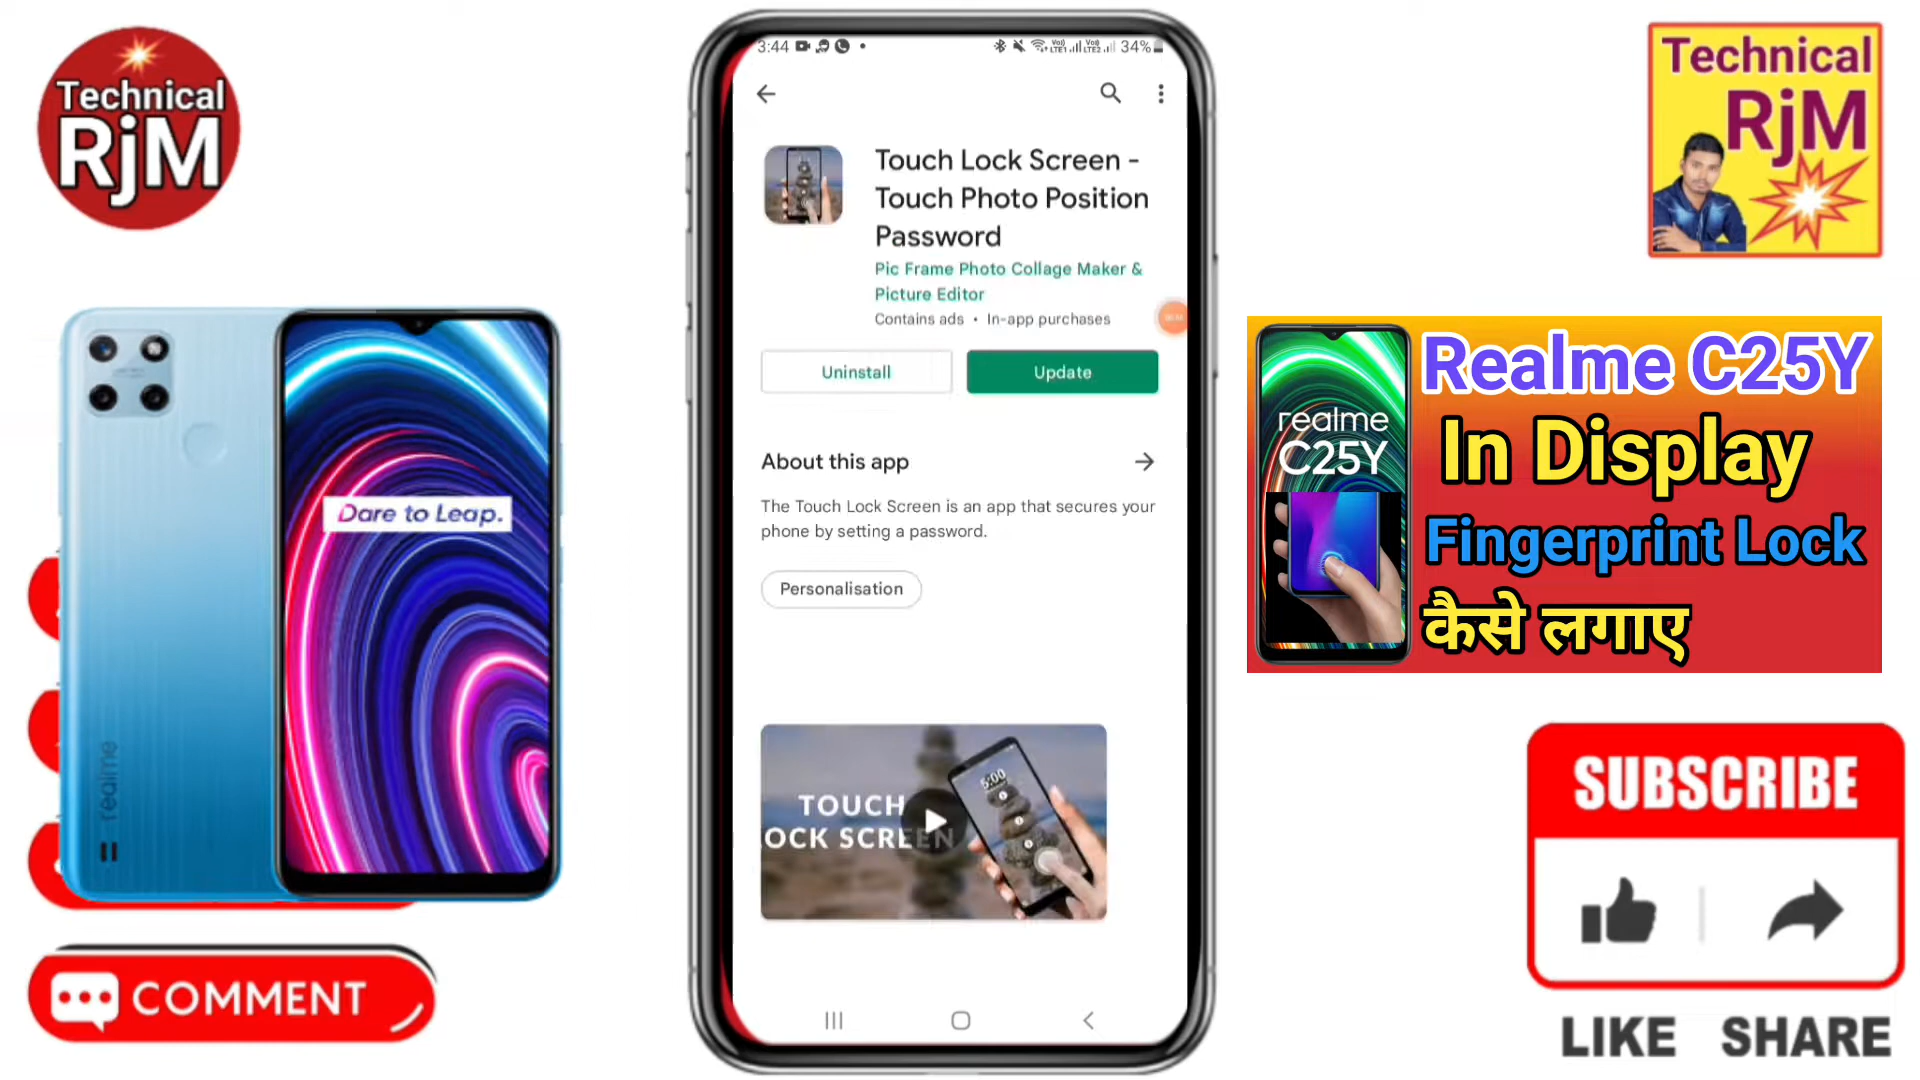 Technical
RjM
realme
Dare to Leap.
COMMENT
3:44
34%
Touch Lock Screen -
Touch Photo Position
Password
Pic Frame Photo Collage Maker &
Picture Editor
Contains ads • In-app purchases
Uninstall
Update
About this app
The Touch Lock Screen is an app that secures your
phone by setting a password.
Personalisation
TOUCH
LOCK SCREEN
5:00
Technical
RjM
realme
C25Y
Realme C25Y
In Display
Fingerprint Lock
कैसे लगाए
SUBSCRIBE
LIKE SHARE